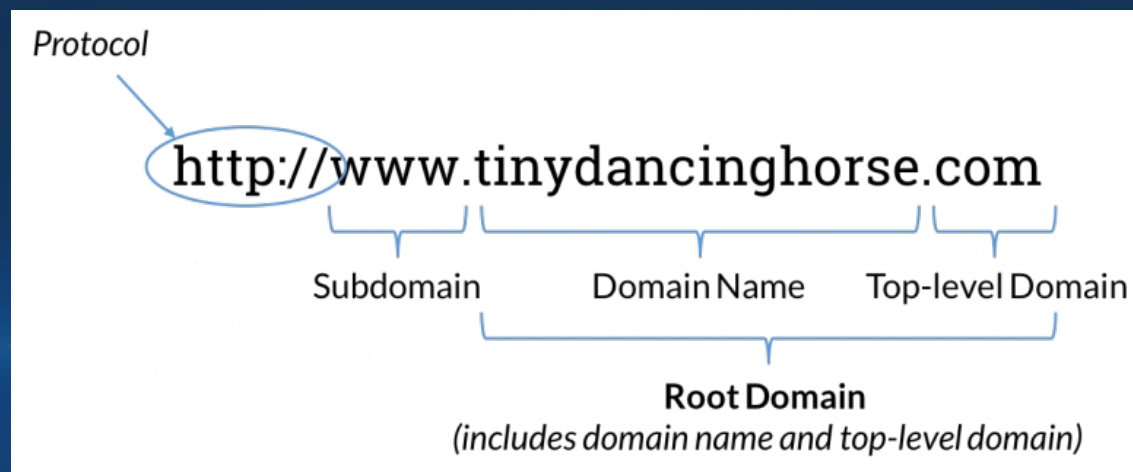 Protocol
http://www.tinydancinghorse.com
Subdomain Domain Name Top-level Domain
Root Domain
(includes domain name and top-level domain)